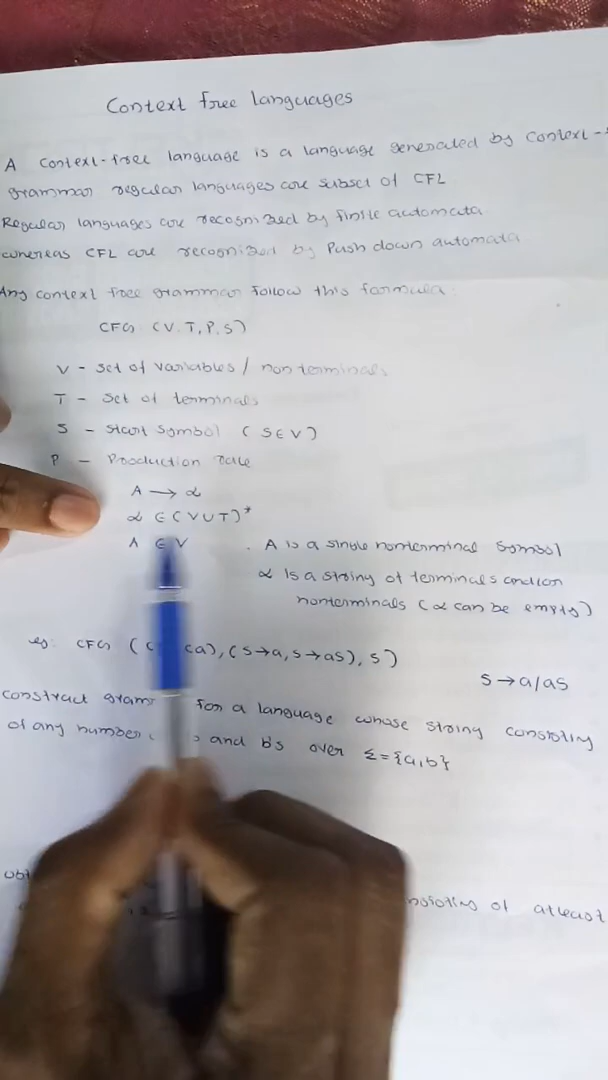 Context free languages
A context-free language is a language generated by context-
grammar regular languages are subset of CFL
Regular languages are recognized by finite automata
whereas CFL are recognized by Push down automata
Any context free grammar follow this formula
CFG (V, T, P, S)
V - set of variables / non terminals
T - set of terminals
S - start symbol ( S ∈ V )
P - Production rule
A → α
α ∈ ( V ∪ T )*
A ∈ V . A is a single nonterminal symbol
α is a string of terminals and/or
nonterminals ( α can be empty )
eg: CFG ( (a), (S→a, S→aS), S)
S → a/aS
construct for a language whose string consisting
of any number and b's over Σ = {a, b}
of atleast